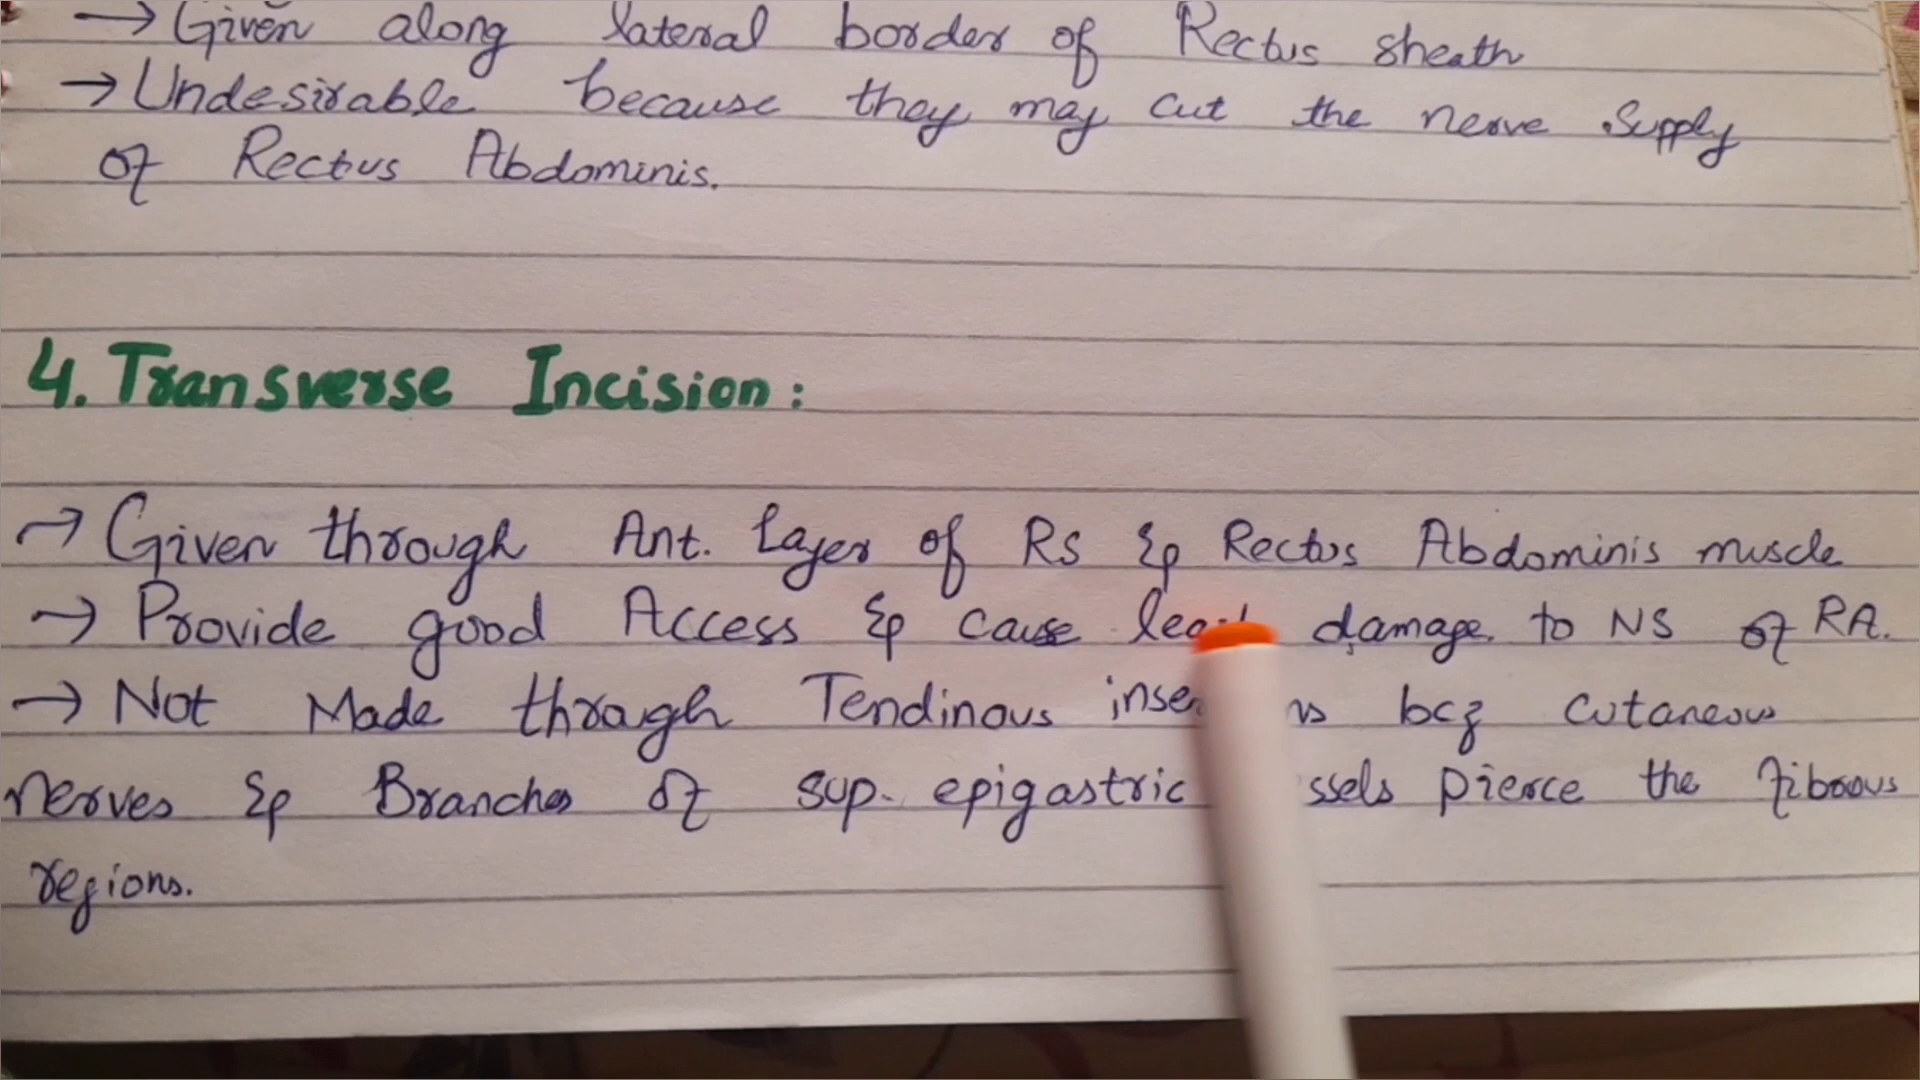 → Given along lateral border of Rectus sheath
→ Undesirable because they may cut the nerve supply
of Rectus Abdominis.
4. Transverse Incision:
→ Given through Ant. layer of RS & Rectus Abdominis muscle
→ Provide good Access & cause least damage to NS of RA.
→ Not Made through Tendinous bcz cutaneous
nerves & Branches of sup. epigastric pierce the fibrous
regions.